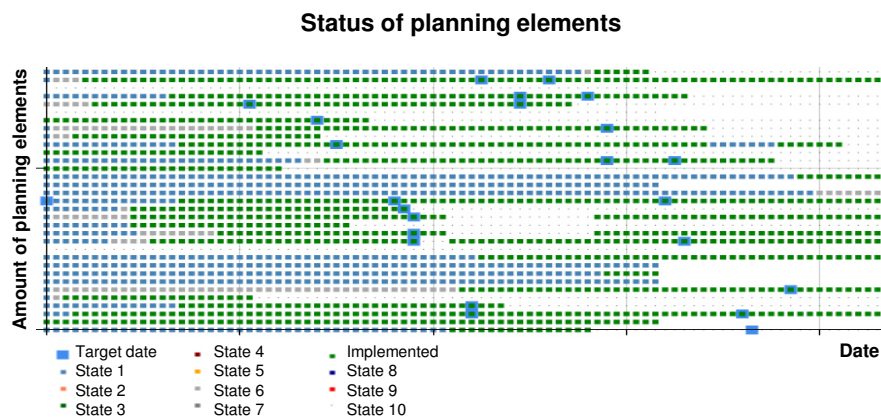 Status of planning elements
Amount of planning elements
Date
Target date
State 1
State 2
State 3
State 4
State 5
State 6
State 7
Implemented
State 8
State 9
State 10